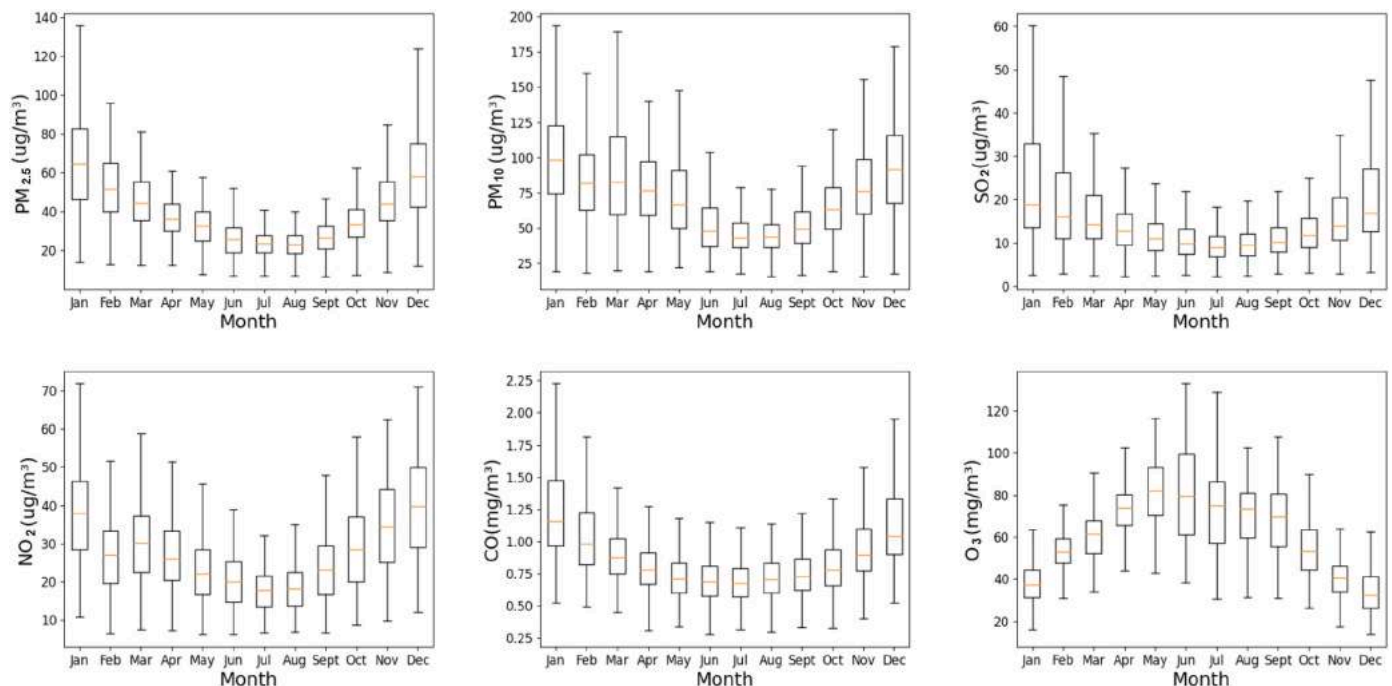 140
120
100
80
60
40
20
PM2.5 (ug/m³)
Jan Feb Mar Apr May Jun Jul Aug Sept Oct Nov Dec
Month
200
175
150
125
100
75
50
25
PM10 (ug/m³)
Jan Feb Mar Apr May Jun Jul Aug Sept Oct Nov Dec
Month
60
50
40
30
20
10
0
SO₂(ug/m³)
Jan Feb Mar Apr May Jun Jul Aug Sept Oct Nov Dec
Month
70
60
50
40
30
20
10
NO₂(ug/m³)
Jan Feb Mar Apr May Jun Jul Aug Sept Oct Nov Dec
Month
2.25
2.00
1.75
1.50
1.25
1.00
0.75
0.50
0.25
CO(mg/m³)
Jan Feb Mar Apr May Jun Jul Aug Sept Oct Nov Dec
Month
120
100
80
60
40
20
O₃(mg/m³)
Jan Feb Mar Apr May Jun Jul Aug Sept Oct Nov Dec
Month